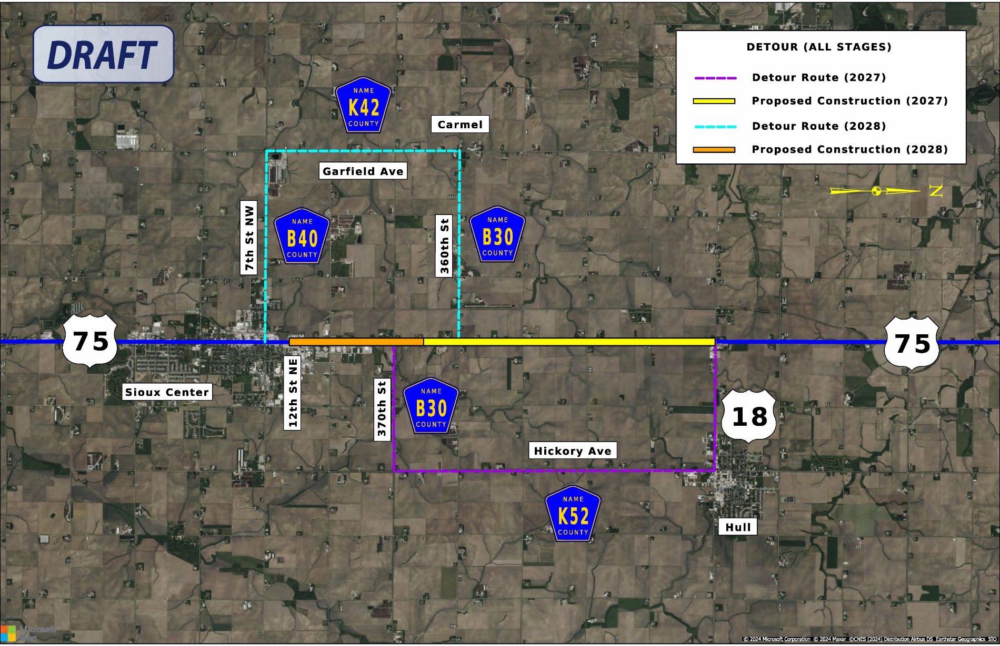 DRAFT
DETOUR (ALL STAGES)
Detour Route (2027)
Proposed Construction (2027)
Detour Route (2028)
Proposed Construction (2028)
NAME
K42
COUNTY
Carmel
Garfield Ave
N
7th St NW
NAME
B40
COUNTY
360th St
NAME
B30
COUNTY
75
75
Sioux Center
12th St NE
370th St
NAME
B30
COUNTY
18
Hickory Ave
NAME
K52
COUNTY
Hull
Microsoft
Bing
© 2024 Microsoft Corporation © 2024 Maxar ©CNES (2024) Distribution Airbus DS Earthstar Geographics SIO